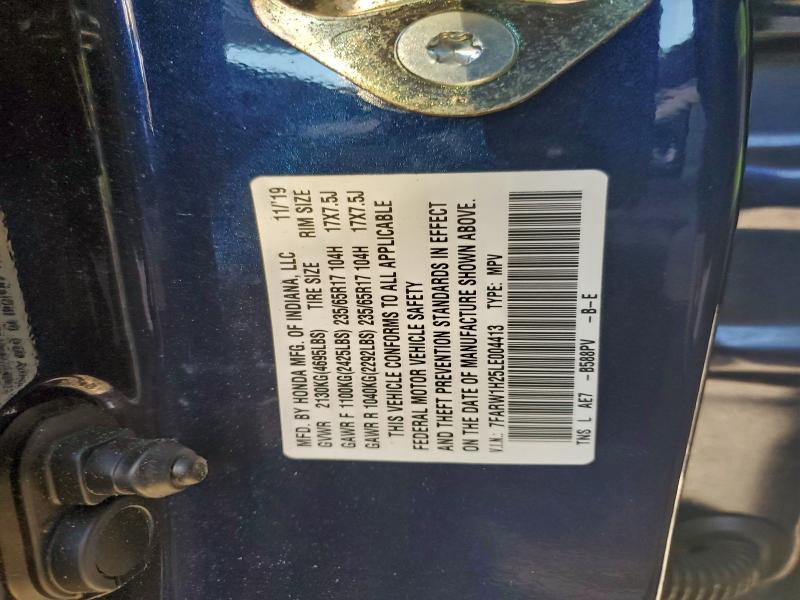 MFD. BY HONDA MFG. OF INDIANA, LLC 11/'19
GVWR 2130KG(4695LBS) TIRE SIZE RIM SIZE
GAWR F 1100KG(2425LBS) 235/65R17 104H 17X7.5J
GAWR R 1040KG(2292LBS) 235/65R17 104H 17X7.5J
THIS VEHICLE CONFORMS TO ALL APPLICABLE
FEDERAL MOTOR VEHICLE SAFETY
AND THEFT PREVENTION STANDARDS IN EFFECT
ON THE DATE OF MANUFACTURE SHOWN ABOVE.
V.I.N.: 7FARW1H25LE004413 TYPE: MPV
TNS L AE7 -B588PV -B-E